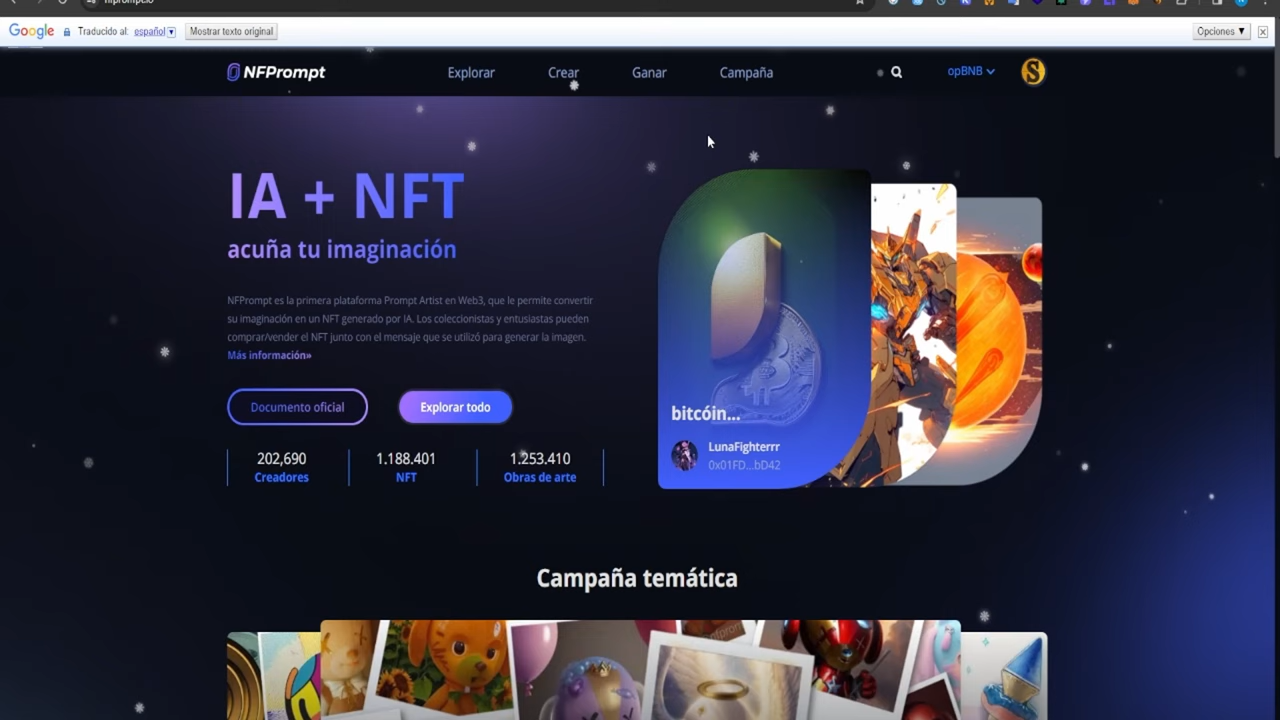 Google Traducido al: español Mostrar texto original Opciones ▼
NFPrompt Explorar Crear Ganar Campaña opBNB
IA + NFT
acuña tu imaginación
NFPrompt es la primera plataforma Prompt Artist en Web3, que le permite convertir
su imaginación en un NFT generado por IA. Los coleccionistas y entusiastas pueden
comprar/vender el NFT junto con el mensaje que se utilizó para generar la imagen.
Más información»
Documento oficial Explorar todo
202,690 1.188.401 1.253.410
Creadores NFT Obras de arte
bitcóin...
LunaFighterrr
0x01FD...bD42
Campaña temática